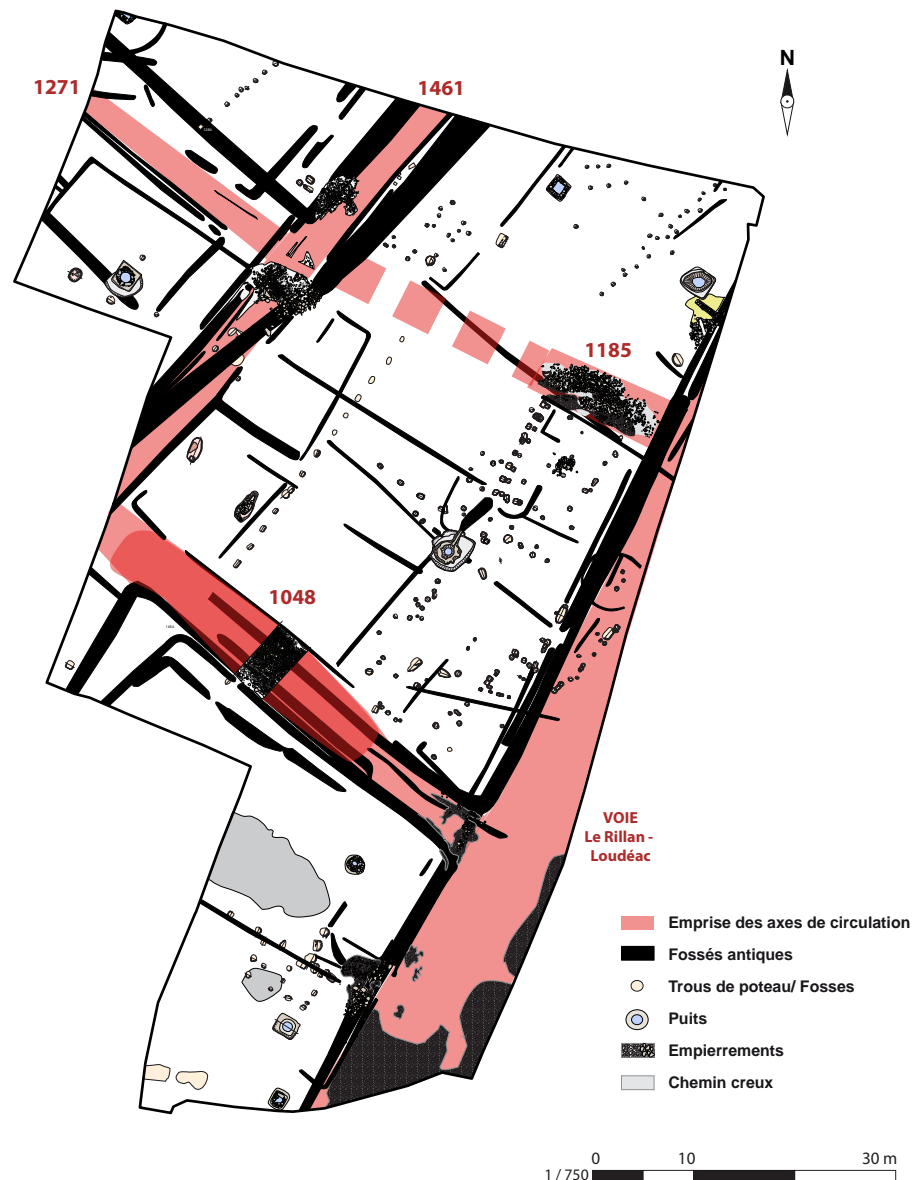 N
1271
1461
1185
1048
VOIE
Le Rillan -
Loudéac
Emprise des axes de circulation
Fossés antiques
Trous de poteau/ Fosses
Puits
Empierrements
Chemin creux
0 10 30 m
1 / 750